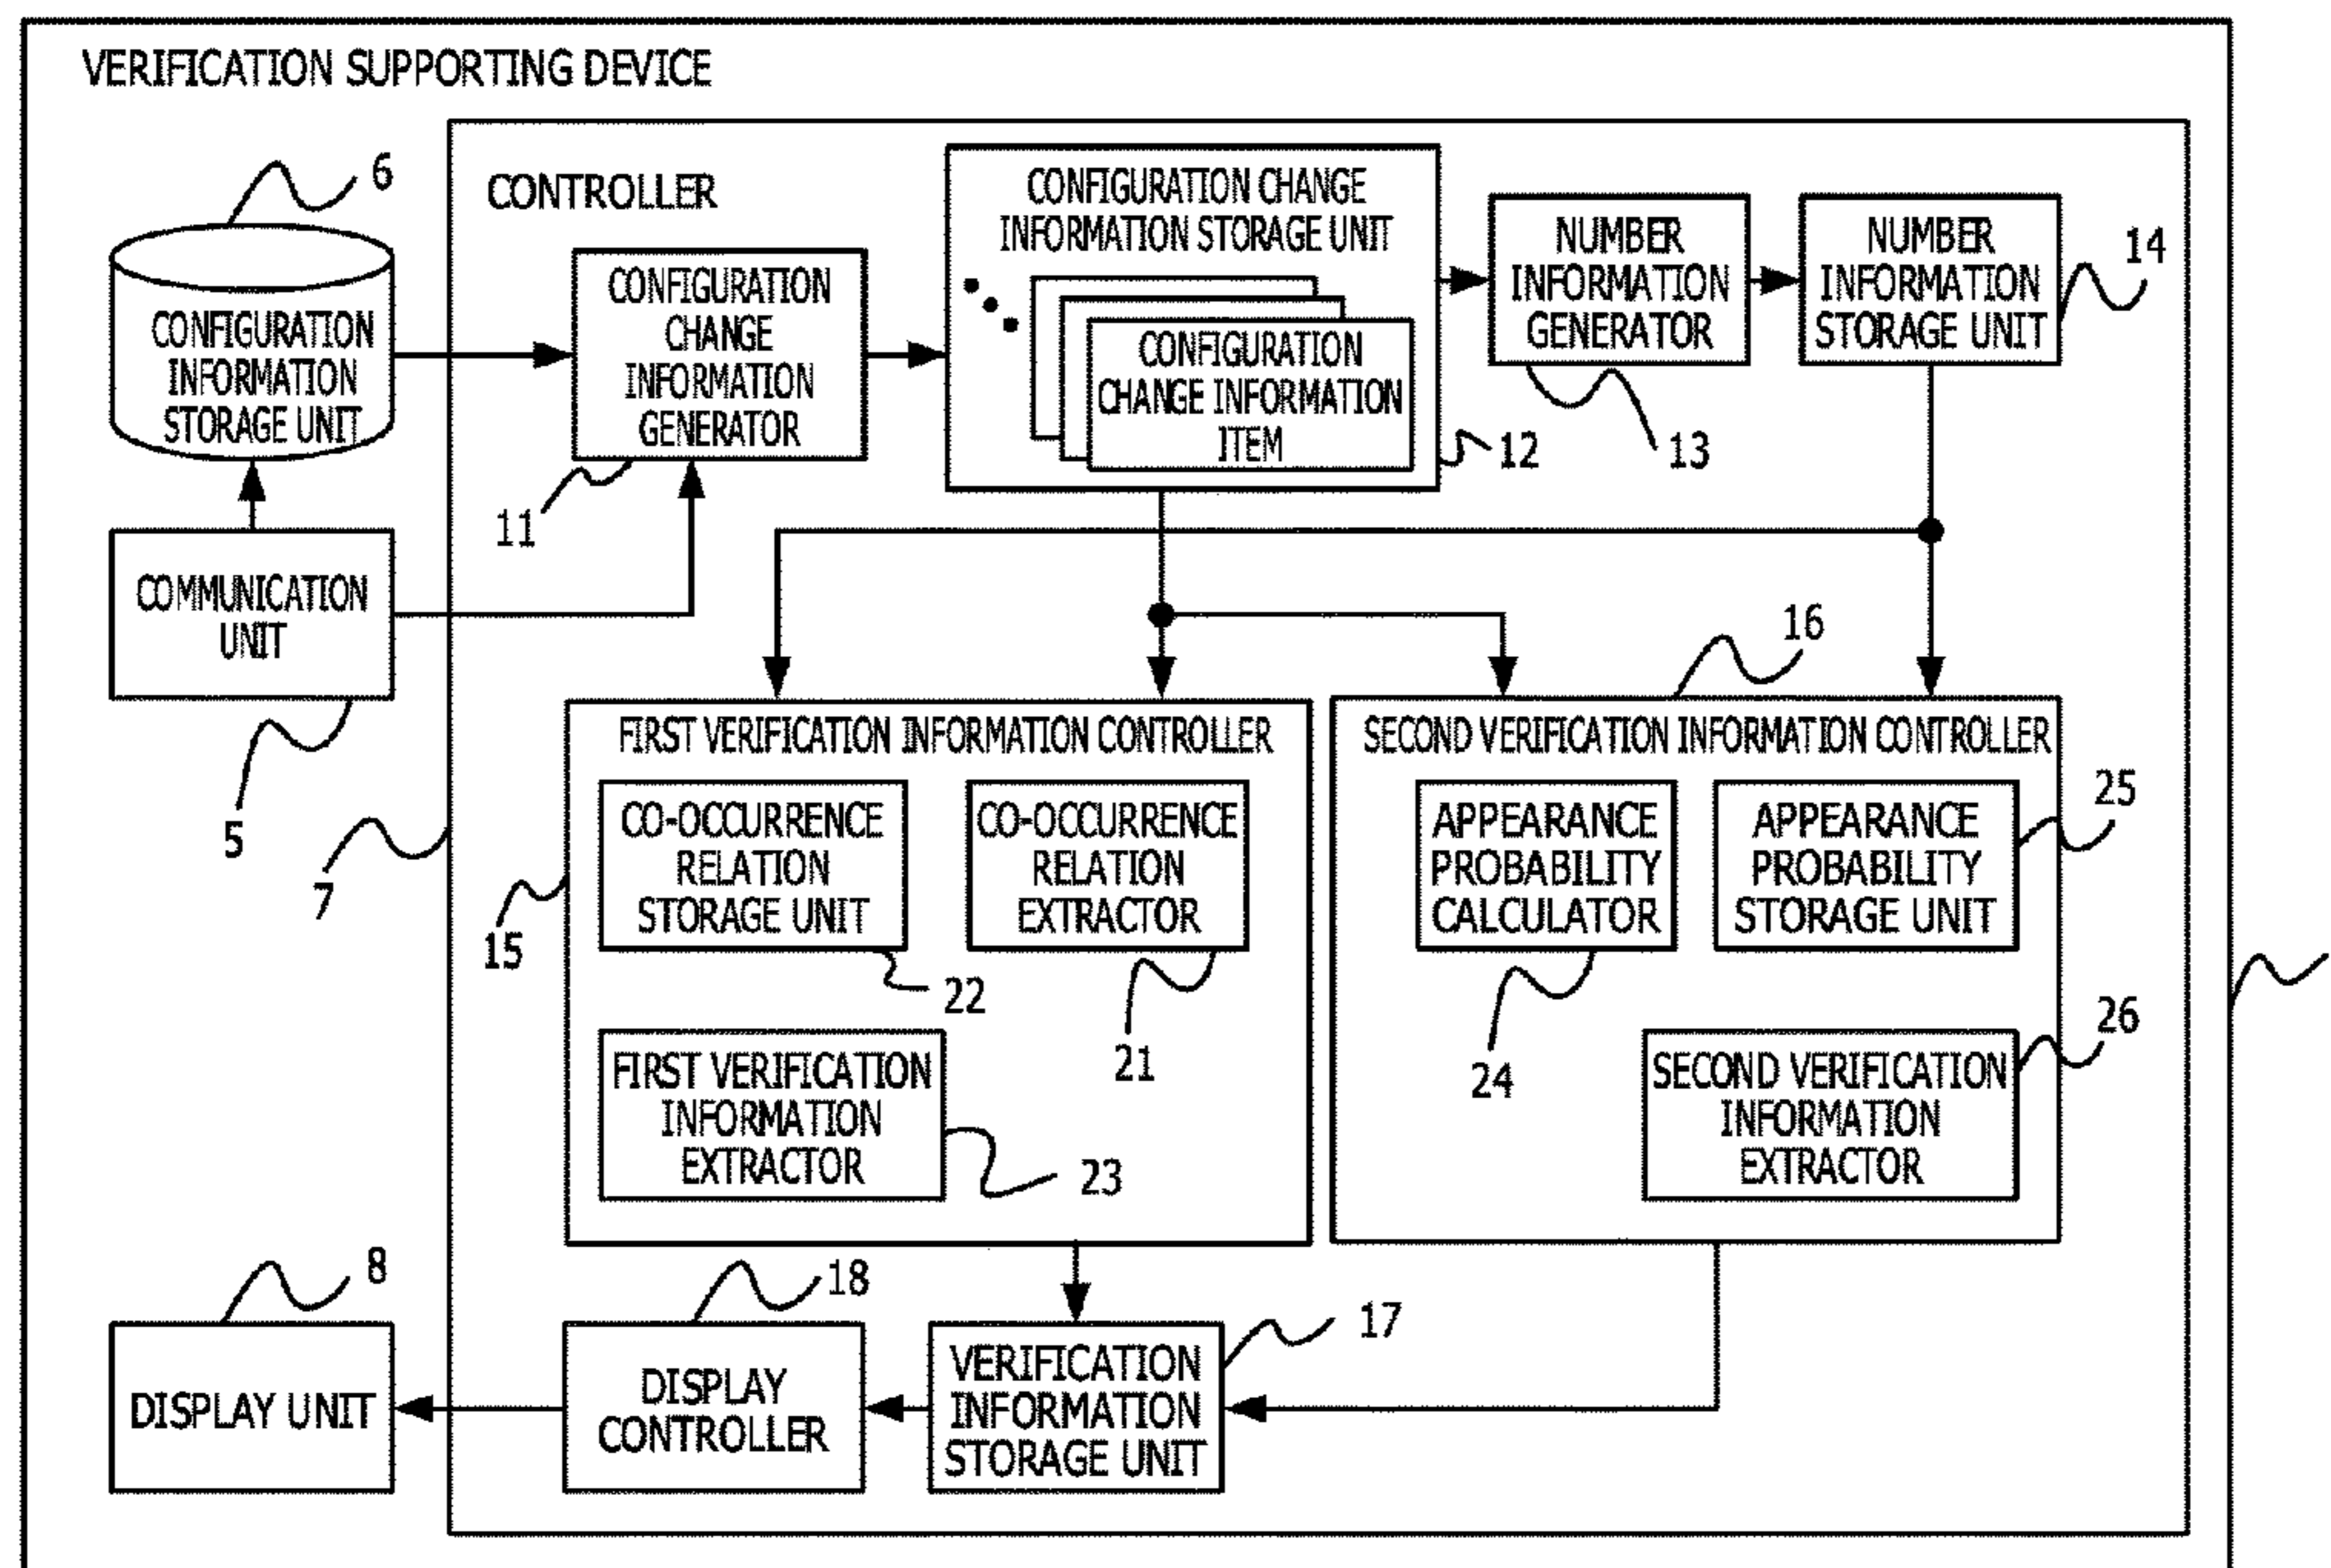 VERIFICATION SUPPORTING DEVICE
6
CONFIGURATION
INFORMATION
STORAGE UNIT
COMMUNICATION
UNIT
5
7
CONTROLLER
CONFIGURATION
CHANGE
INFORMATION
GENERATOR
11
CONFIGURATION CHANGE
INFORMATION STORAGE UNIT
CONFIGURATION
CHANGE INFORMATION
ITEM
12
NUMBER
INFORMATION
GENERATOR
13
NUMBER
INFORMATION
STORAGE UNIT
14
15
FIRST VERIFICATION INFORMATION CONTROLLER
CO-OCCURRENCE
RELATION
STORAGE UNIT
22
CO-OCCURRENCE
RELATION
EXTRACTOR
21
FIRST VERIFICATION
INFORMATION
EXTRACTOR
23
16
SECOND VERIFICATION INFORMATION CONTROLLER
APPEARANCE
PROBABILITY
CALCULATOR
24
APPEARANCE
PROBABILITY
STORAGE UNIT
25
SECOND VERIFICATION
INFORMATION
EXTRACTOR
26
8
DISPLAY UNIT
18
DISPLAY
CONTROLLER
VERIFICATION
INFORMATION
STORAGE UNIT
17